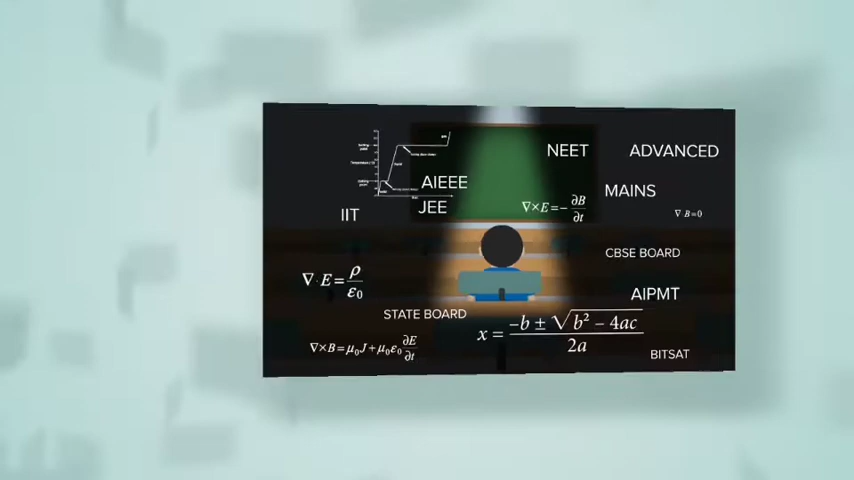 NEET
ADVANCED
AIEEE
MAINS
JEE
∇×E=−∂B/∂t
∇·B=0
IIT
CBSE BOARD
∇·E=ρ/ε₀
AIPMT
STATE BOARD
x = (−b ± √(b² − 4ac))/2a
∇×B=μ₀J+μ₀ε₀∂E/∂t
BITSAT